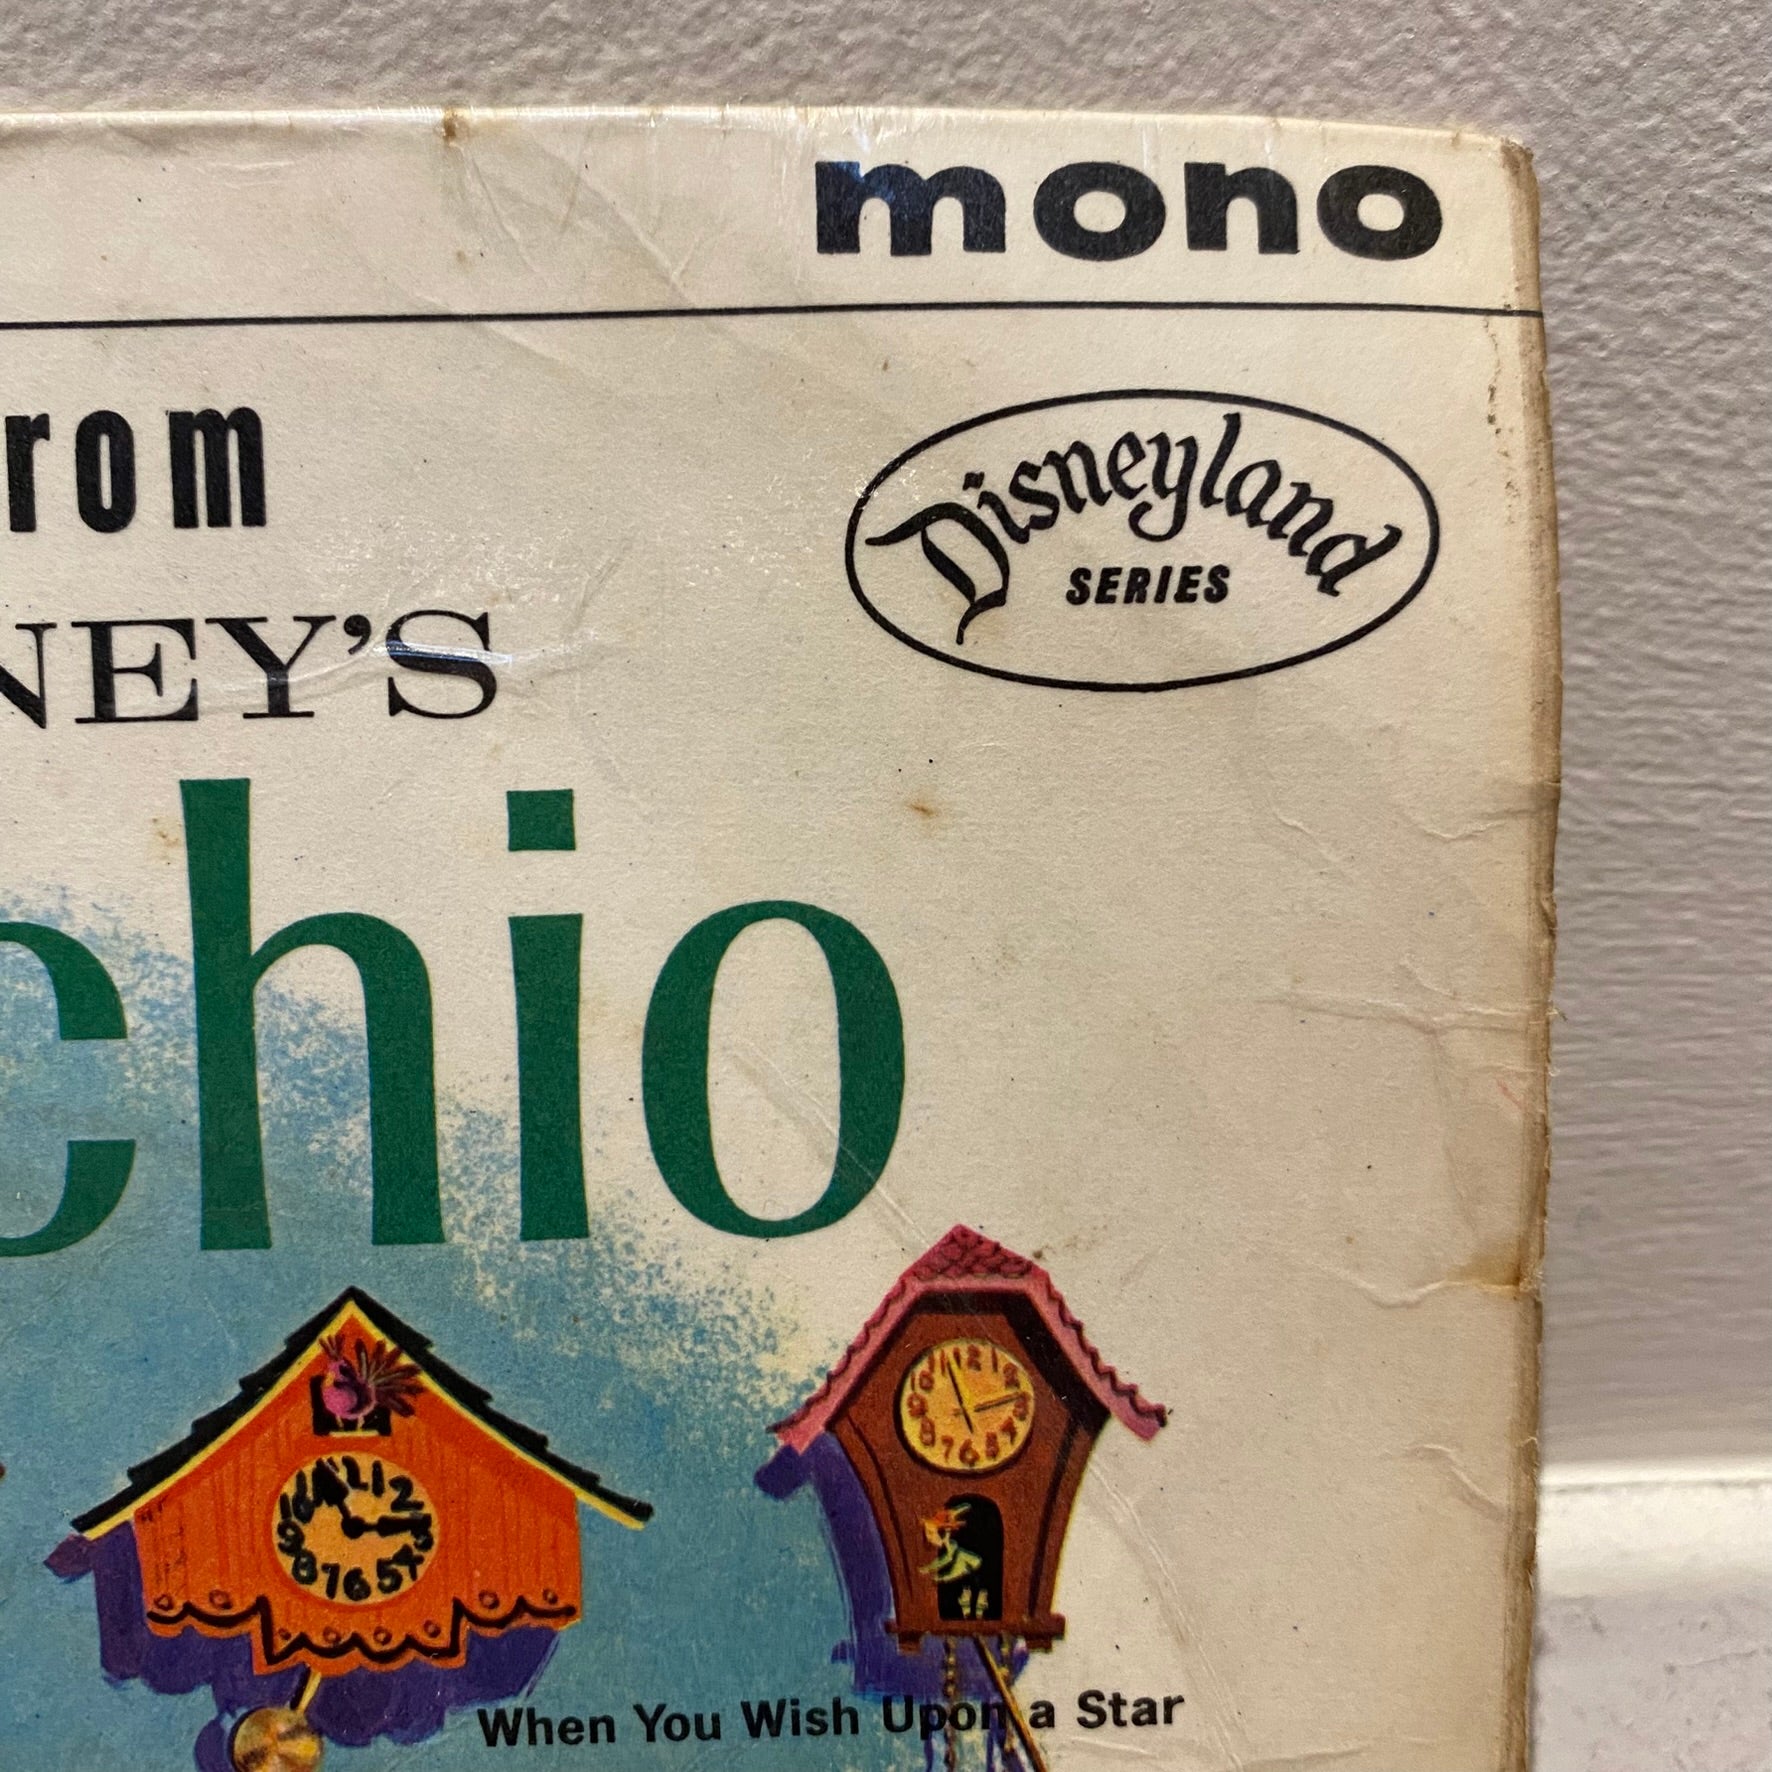 mono
rom
Disneyland
SERIES
NEY'S
chio
When You Wish Upon a Star